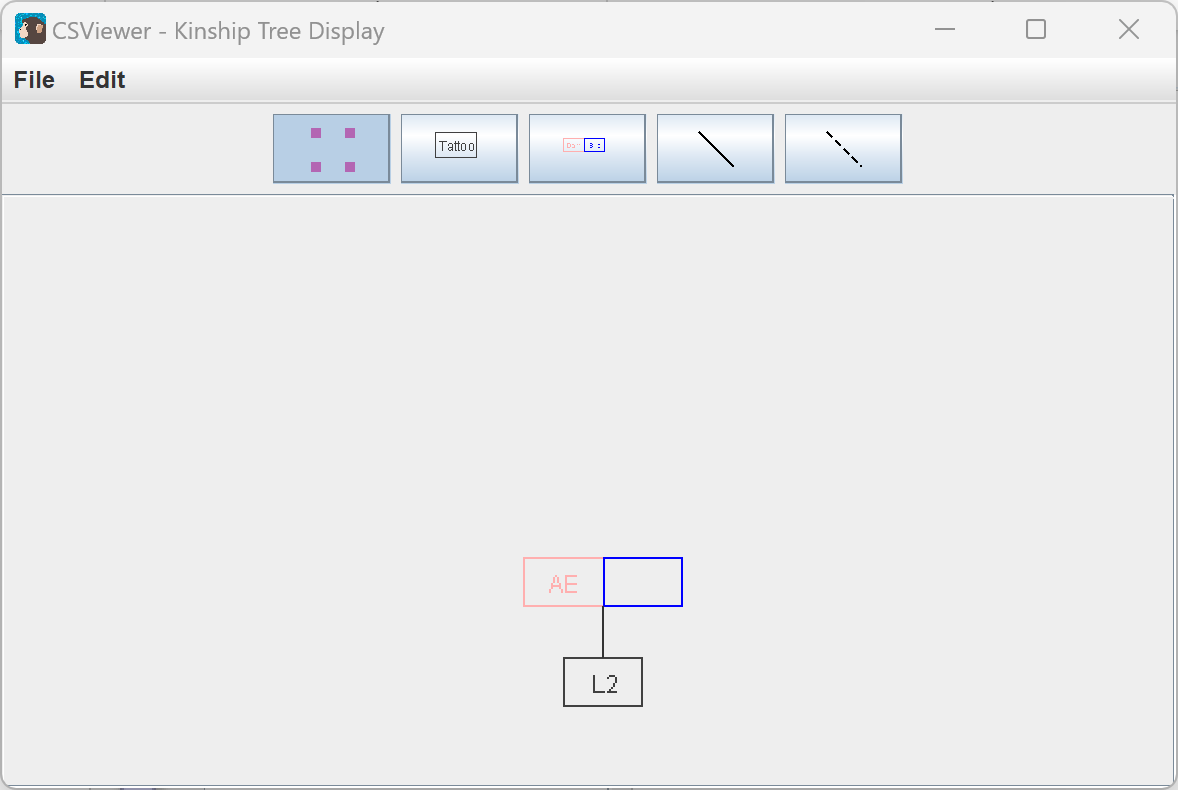 CSViewer - Kinship Tree Display
File Edit
Tattoo
AE
L2